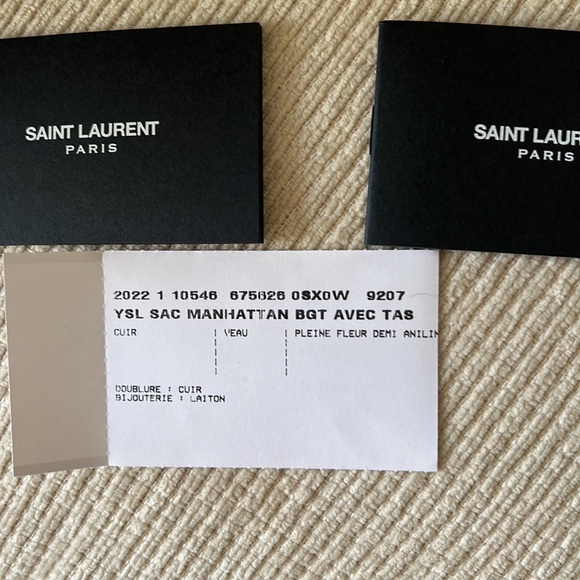 SAINT LAURENT
PARIS
SAINT LAUR
PARIS
2022 1 10546 675626 0SX0W 9207
YSL SAC MANHATTAN BGT AVEC TAS
CUIR | VEAU | PLEINE FLEUR DEMI ANILIN
DOUBLURE : CUIR
BIJOUTERIE : LAITON